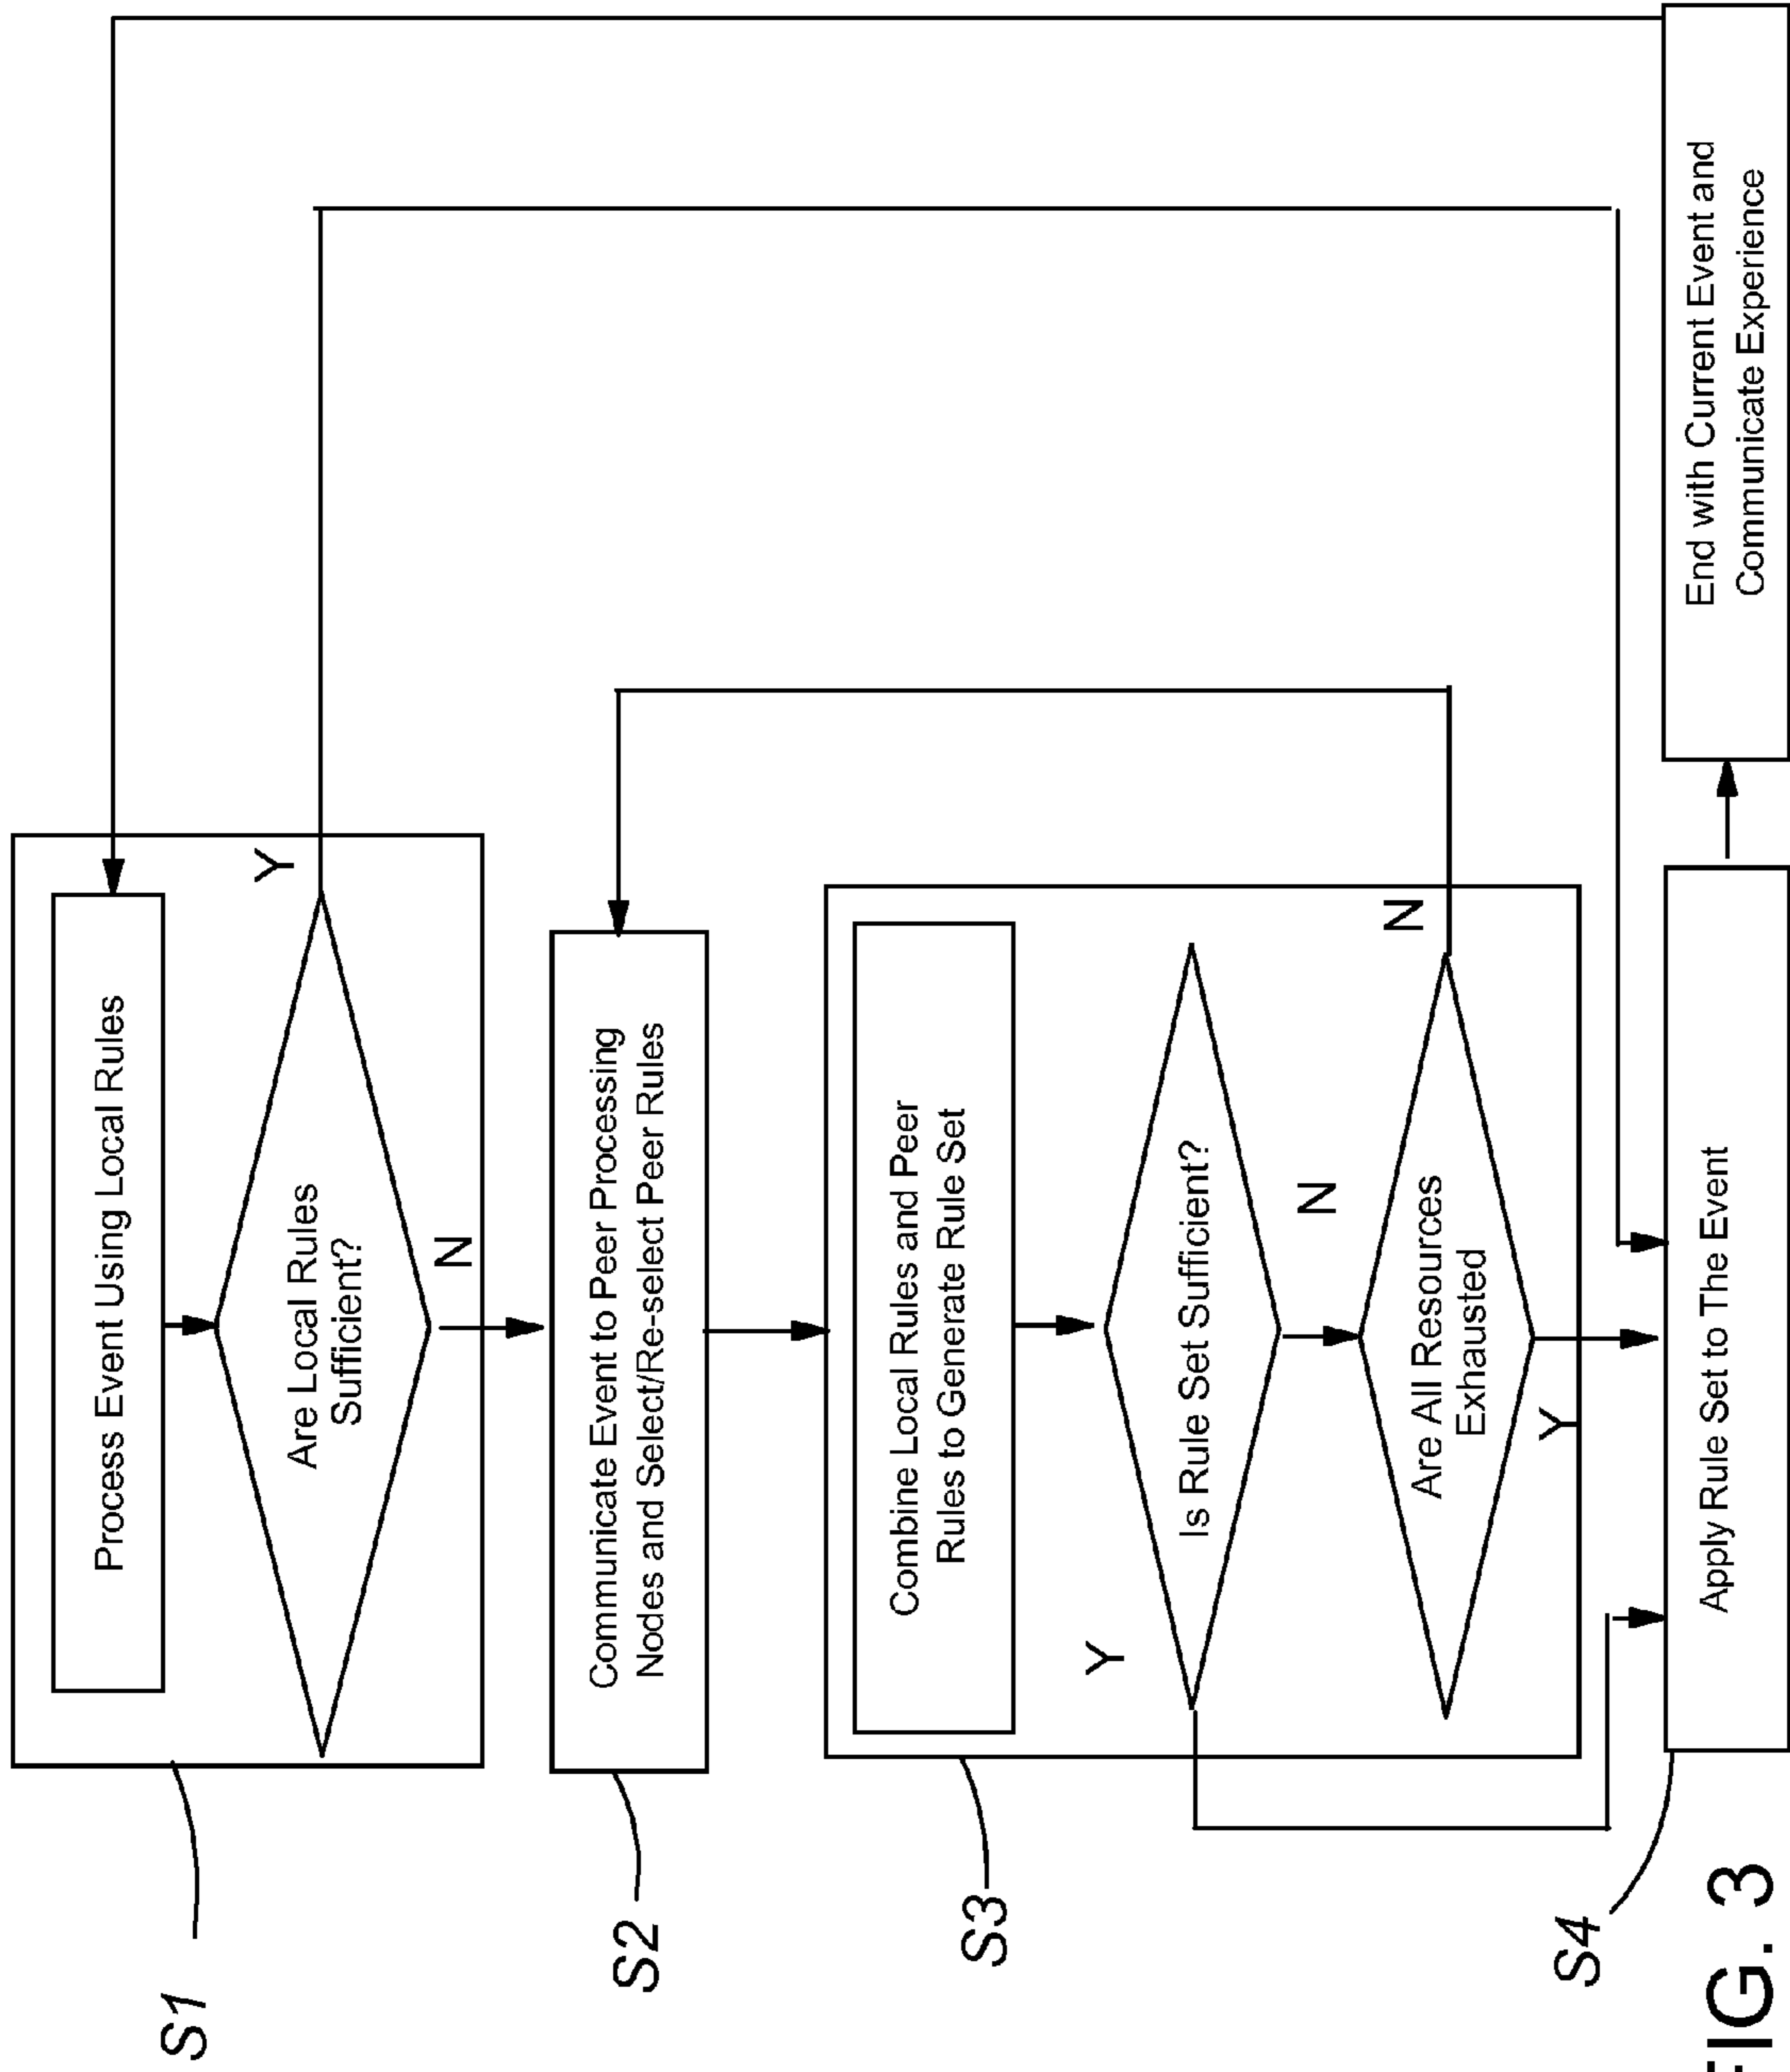 S1
Process Event Using Local Rules
Are Local Rules
Sufficient?
Y
N
S2
Communicate Event to Peer Processing
Nodes and Select/Re-select Peer Rules
S3
Combine Local Rules and Peer
Rules to Generate Rule Set
Y
Is Rule Set Sufficient?
N
Are All Resources
Exhausted
N
Y
S4
Apply Rule Set to The Event
End with Current Event and
Communicate Experience
FIG. 3